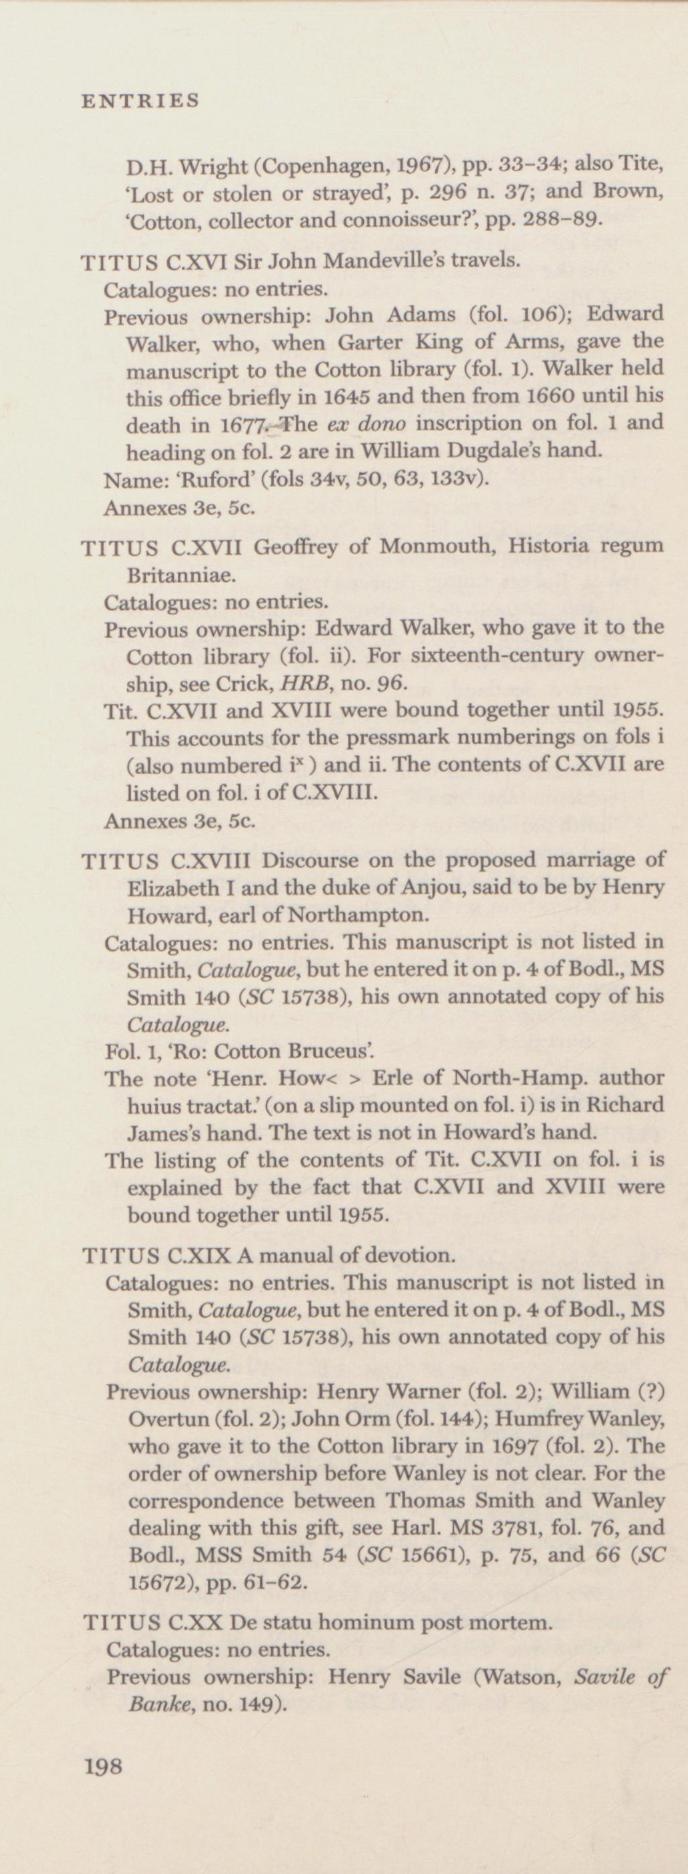 ENTRIES
D.H. Wright (Copenhagen, 1967), pp. 33–34; also Tite,
‘Lost or stolen or strayed’, p. 296 n. 37; and Brown,
‘Cotton, collector and connoisseur?’, pp. 288–89.
TITUS C.XVI Sir John Mandeville’s travels.
Catalogues: no entries.
Previous ownership: John Adams (fol. 106); Edward
Walker, who, when Garter King of Arms, gave the
manuscript to the Cotton library (fol. 1). Walker held
this office briefly in 1645 and then from 1660 until his
death in 1677. The ex dono inscription on fol. 1 and
heading on fol. 2 are in William Dugdale’s hand.
Name: ‘Ruford’ (fols 34v, 50, 63, 133v).
Annexes 3e, 5c.
TITUS C.XVII Geoffrey of Monmouth, Historia regum
Britanniae.
Catalogues: no entries.
Previous ownership: Edward Walker, who gave it to the
Cotton library (fol. ii). For sixteenth-century owner-
ship, see Crick, HRB, no. 96.
Tit. C.XVII and XVIII were bound together until 1955.
This accounts for the pressmark numberings on fols i
(also numbered iˣ ) and ii. The contents of C.XVII are
listed on fol. i of C.XVIII.
Annexes 3e, 5c.
TITUS C.XVIII Discourse on the proposed marriage of
Elizabeth I and the duke of Anjou, said to be by Henry
Howard, earl of Northampton.
Catalogues: no entries. This manuscript is not listed in
Smith, Catalogue, but he entered it on p. 4 of Bodl., MS
Smith 140 (SC 15738), his own annotated copy of his
Catalogue.
Fol. 1, ‘Ro: Cotton Bruceus’.
The note ‘Henr. How< > Erle of North-Hamp. author
huius tractat.’ (on a slip mounted on fol. i) is in Richard
James’s hand. The text is not in Howard’s hand.
The listing of the contents of Tit. C.XVII on fol. i is
explained by the fact that C.XVII and XVIII were
bound together until 1955.
TITUS C.XIX A manual of devotion.
Catalogues: no entries. This manuscript is not listed in
Smith, Catalogue, but he entered it on p. 4 of Bodl., MS
Smith 140 (SC 15738), his own annotated copy of his
Catalogue.
Previous ownership: Henry Warner (fol. 2); William (?)
Overtun (fol. 2); John Orm (fol. 144); Humfrey Wanley,
who gave it to the Cotton library in 1697 (fol. 2). The
order of ownership before Wanley is not clear. For the
correspondence between Thomas Smith and Wanley
dealing with this gift, see Harl. MS 3781, fol. 76, and
Bodl., MSS Smith 54 (SC 15661), p. 75, and 66 (SC
15672), pp. 61–62.
TITUS C.XX De statu hominum post mortem.
Catalogues: no entries.
Previous ownership: Henry Savile (Watson, Savile of
Banke, no. 149).
198